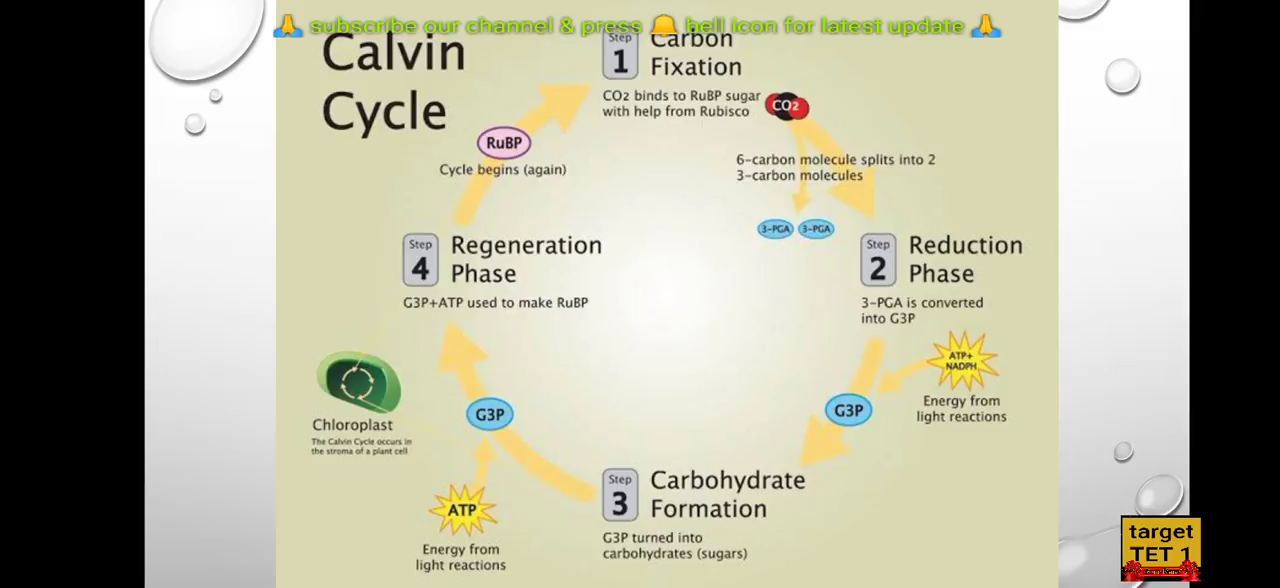 🙏 subscribe our channel & press 🔔 bell icon for latest update 🙏
Calvin
Cycle
Step
1
Carbon
Fixation
CO2 binds to RuBP sugar
with help from Rubisco
CO2
RuBP
Cycle begins (again)
6-carbon molecule splits into 2
3-carbon molecules
3-PGA 3-PGA
Step
2
Reduction
Phase
3-PGA is converted
into G3P
ATP+
NADPH
Energy from
light reactions
G3P
Step
3
Carbohydrate
Formation
G3P turned into
carbohydrates (sugars)
Step
4
Regeneration
Phase
G3P+ATP used to make RuBP
G3P
ATP
Energy from
light reactions
Chloroplast
The Calvin Cycle occurs in
the stroma of a plant cell
target
TET 1